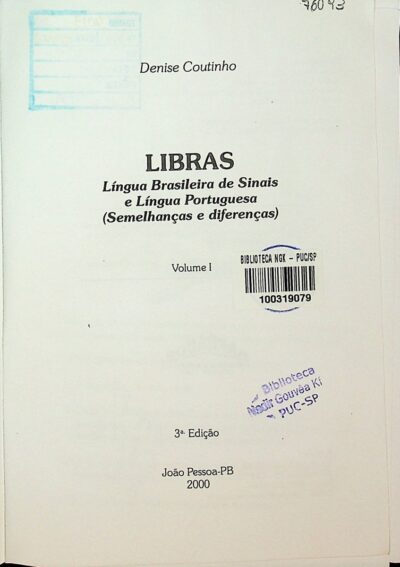 76043
Denise Coutinho
LIBRAS
Língua Brasileira de Sinais
e Língua Portuguesa
(Semelhanças e diferenças)
Volume I
BIBLIOTECA NGK - PUC/SP
100319079
Biblioteca
Nadir Gouvêa Kf
PUC-SP
3ª Edição
João Pessoa-PB
2000